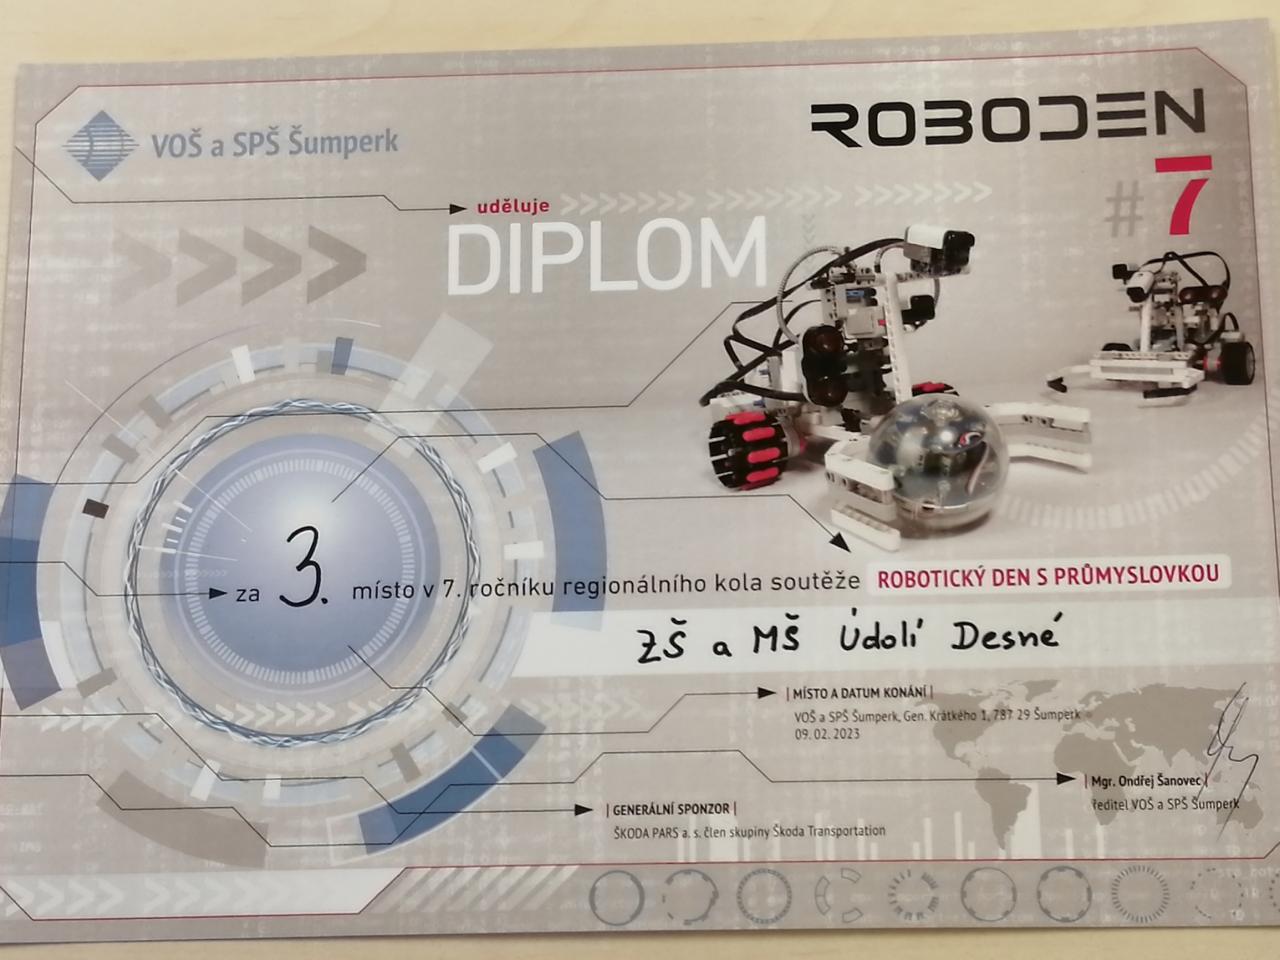 VOŠ a SPŠ Šumperk
ROBODEN
#7
uděluje
DIPLOM
za 3. místo v 7. ročníku regionálního kola soutěže ROBOTICKÝ DEN S PRŮMYSLOVKOU
ZŠ a MŠ Údolí Desné
MÍSTO A DATUM KONÁNÍ
VOŠ a SPŠ Šumperk, Gen. Krátkého 1, 787 29 Šumperk
09. 02. 2023
Mgr. Ondřej Šanovec
ředitel VOŠ a SPŠ Šumperk
GENERÁLNÍ SPONZOR
ŠKODA PARS a. s. člen skupiny Škoda Transportation